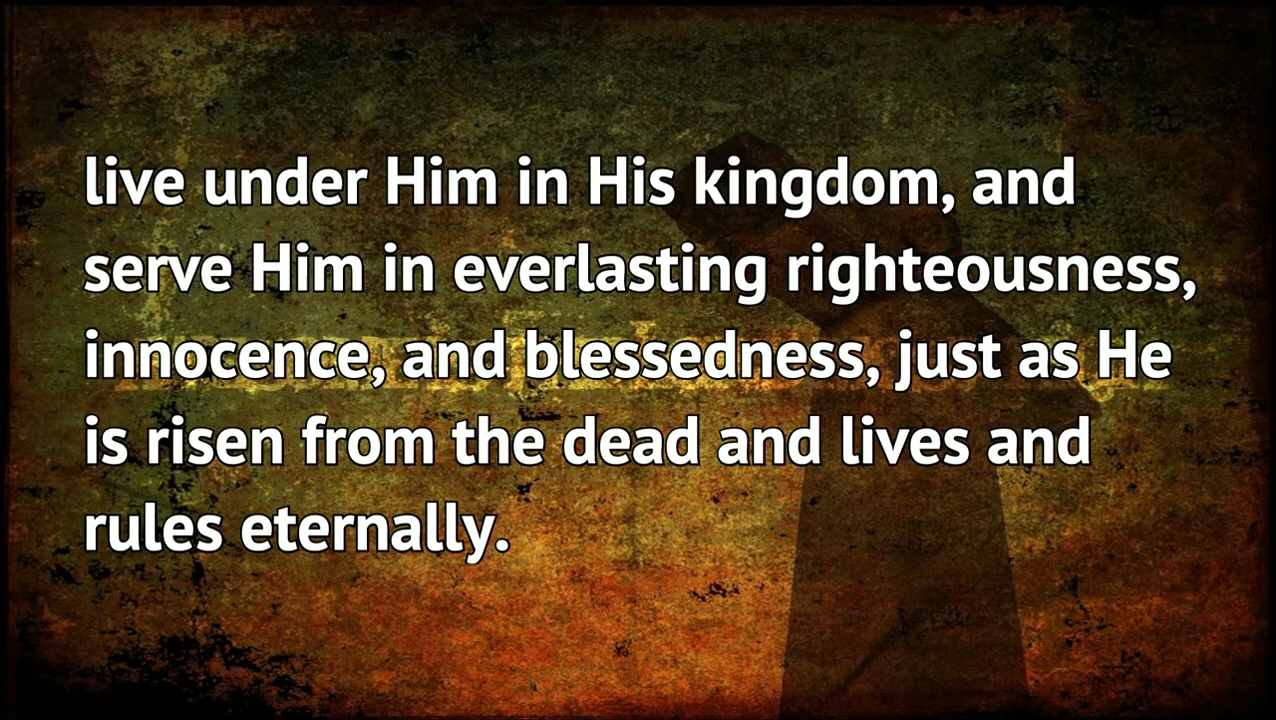 live under Him in His kingdom, and
serve Him in everlasting righteousness,
innocence, and blessedness, just as He
is risen from the dead and lives and
rules eternally.